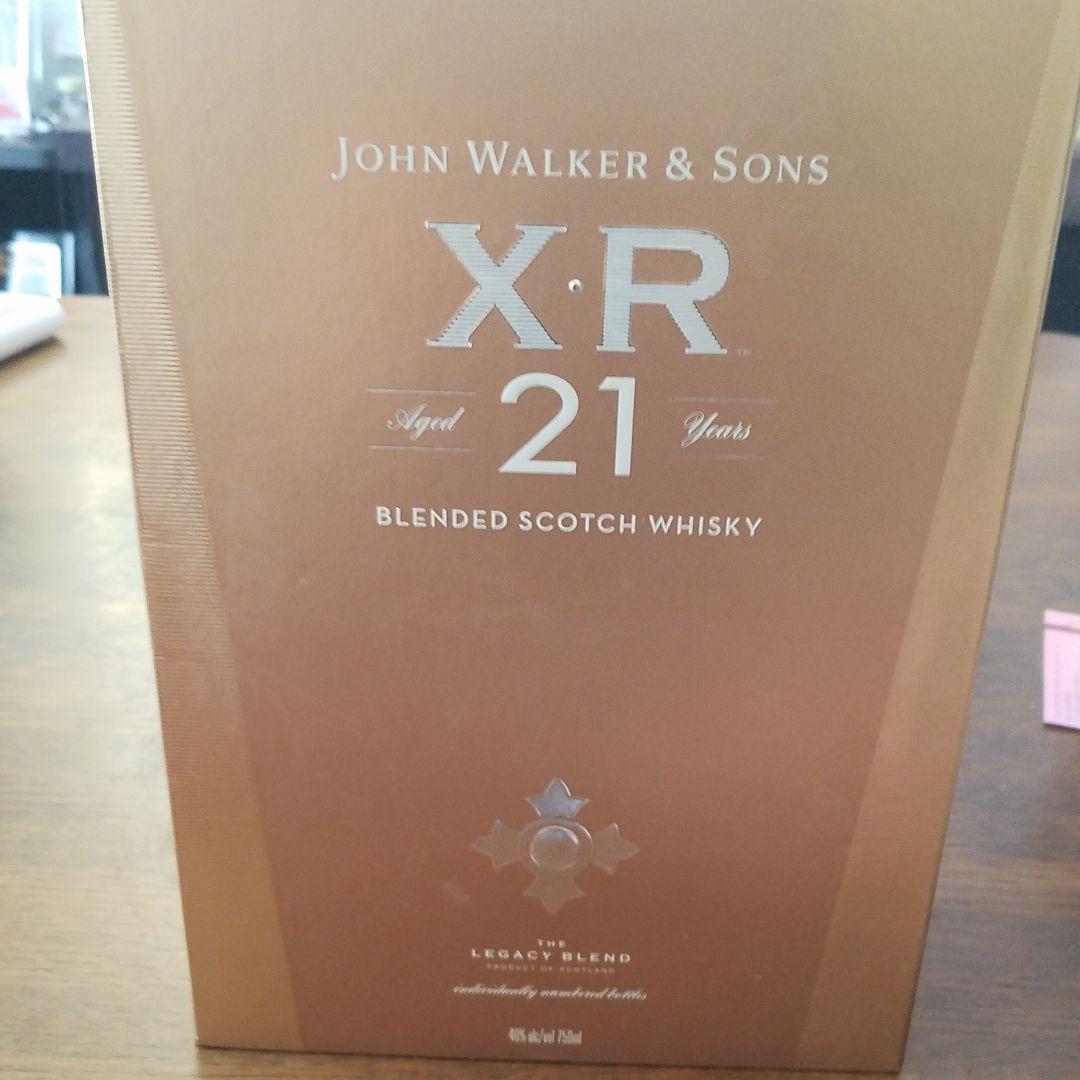 JOHN WALKER & SONS
X·R™
Aged 21 Years
BLENDED SCOTCH WHISKY
THE
LEGACY BLEND
PRODUCT OF SCOTLAND
individually numbered bottles
40% alc/vol 750ml